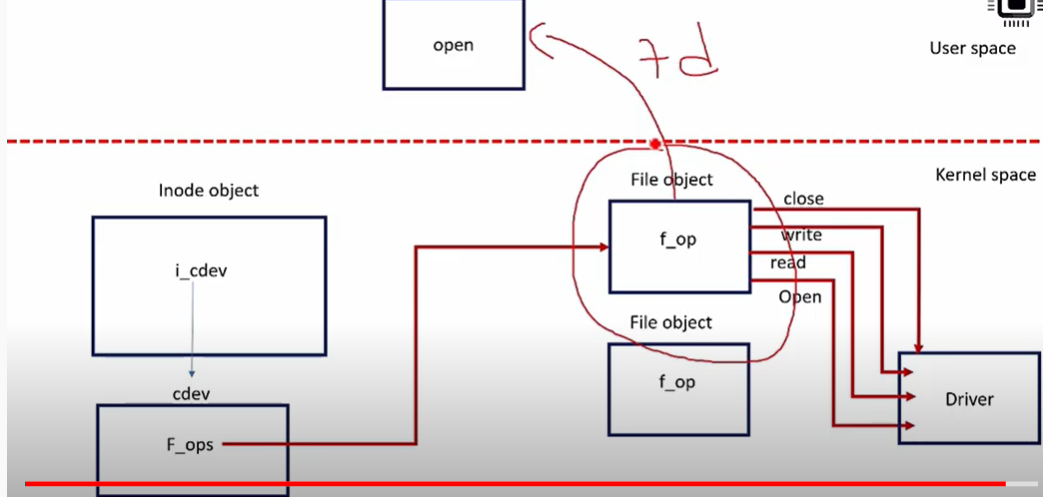 open
7d
User space
Kernel space
Inode object
File object
close
i_cdev
f_op
write
read
Open
File object
cdev
f_op
Driver
F_ops